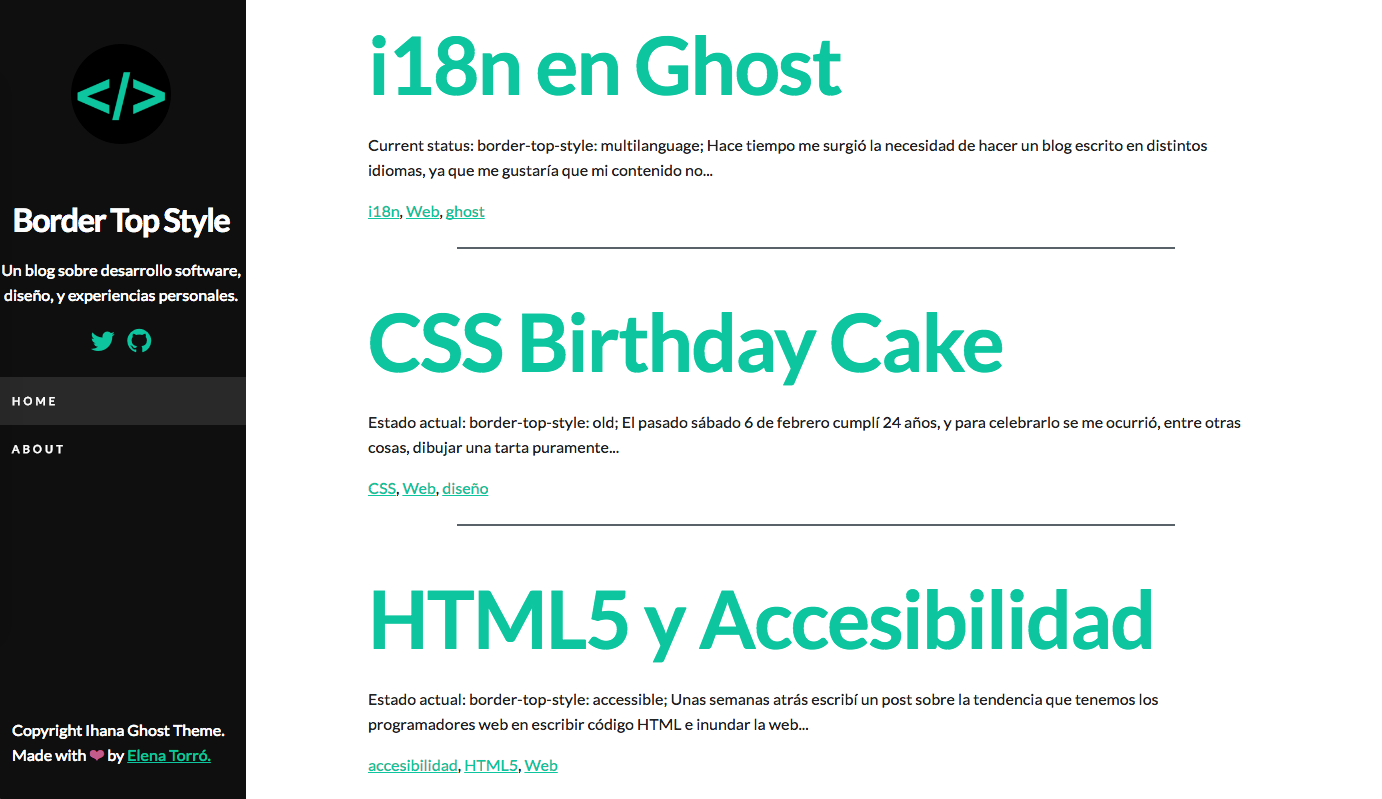 </>
Border Top Style
Un blog sobre desarrollo software,
diseño, y experiencias personales.
HOME
ABOUT
Copyright Ihana Ghost Theme.
Made with ❤ by Elena Torró.
i18n en Ghost
Current status: border-top-style: multilanguage; Hace tiempo me surgió la necesidad de hacer un blog escrito en distintos
idiomas, ya que me gustaría que mi contenido no...
i18n, Web, ghost
CSS Birthday Cake
Estado actual: border-top-style: old; El pasado sábado 6 de febrero cumplí 24 años, y para celebrarlo se me ocurrió, entre otras
cosas, dibujar una tarta puramente...
CSS, Web, diseño
HTML5 y Accesibilidad
Estado actual: border-top-style: accessible; Unas semanas atrás escribí un post sobre la tendencia que tenemos los
programadores web en escribir código HTML e inundar la web...
accesibilidad, HTML5, Web